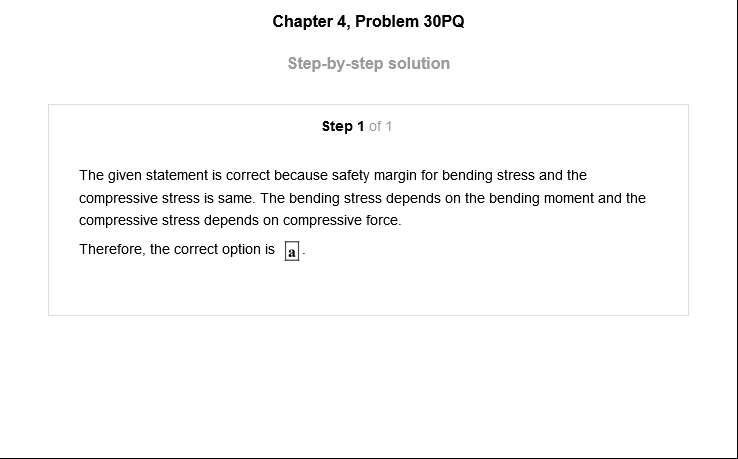 Chapter 4, Problem 30PQ
Step-by-step solution
Step 1 of 1
The given statement is correct because safety margin for bending stress and the
compressive stress is same. The bending stress depends on the bending moment and the
compressive stress depends on compressive force.
Therefore, the correct option is a.